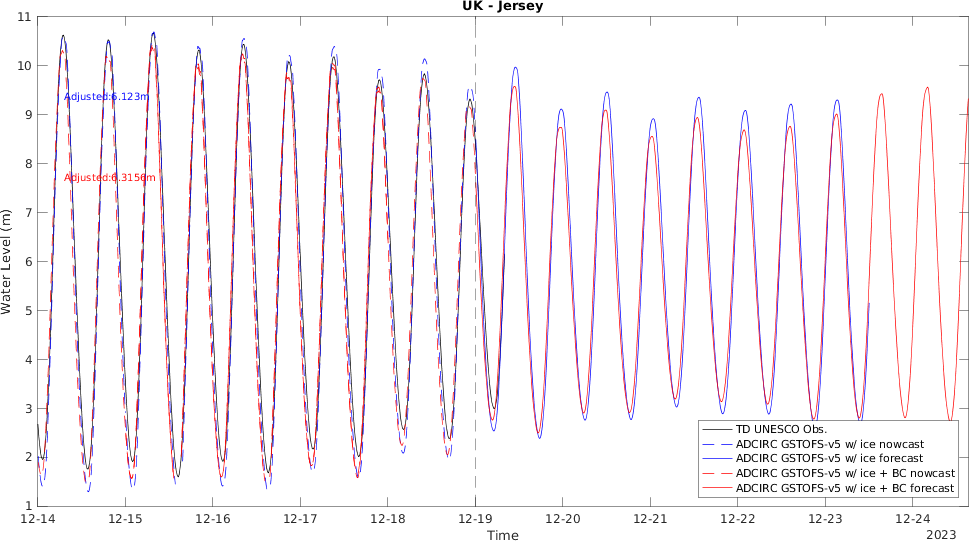 UK - Jersey
11
10
9
8
7
6
5
4
3
2
1
Water Level (m)
Adjusted:6.123m
Adjusted:6.3156m
TD UNESCO Obs.
ADCIRC GSTOFS-v5 w/ ice nowcast
ADCIRC GSTOFS-v5 w/ ice forecast
ADCIRC GSTOFS-v5 w/ ice + BC nowcast
ADCIRC GSTOFS-v5 w/ ice + BC forecast
12-14 12-15 12-16 12-17 12-18 12-19 12-20 12-21 12-22 12-23 12-24
Time
2023